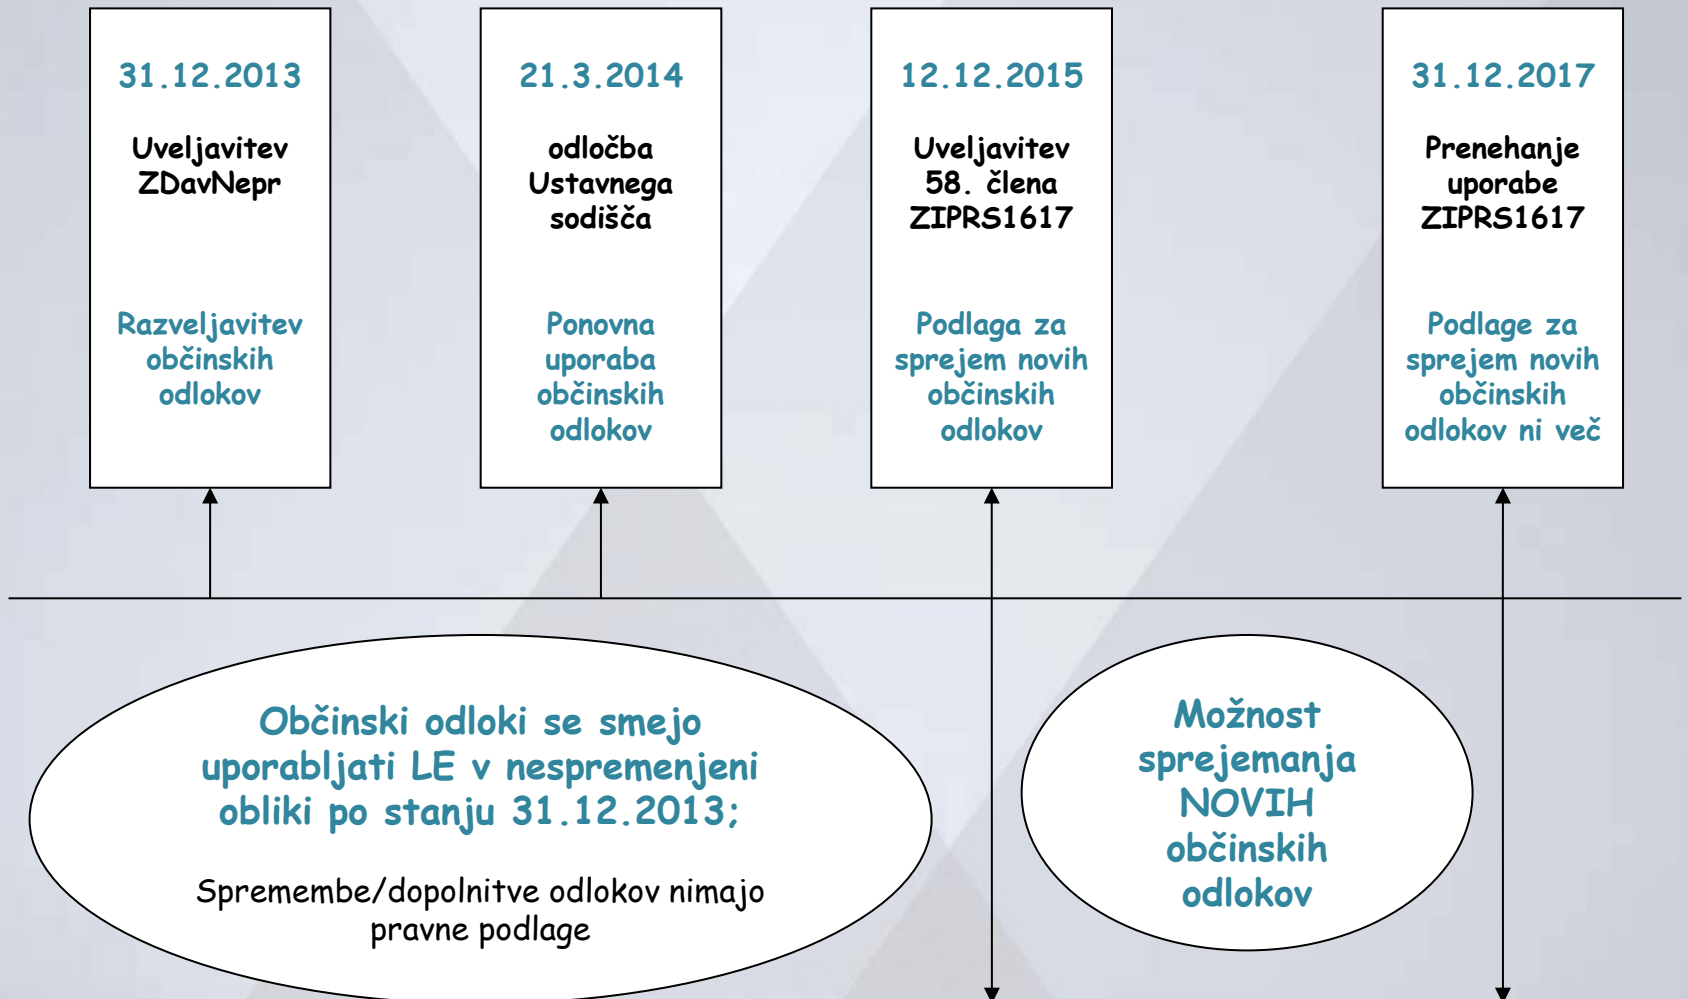 31.12.2013
Uveljavitev
ZDavNepr
Razveljavitev
občinskih
odlokov
21.3.2014
odločba
Ustavnega
sodišča
Ponovna
uporaba
občinskih
odlokov
12.12.2015
Uveljavitev
58. člena
ZIPRS1617
Podlaga za
sprejem novih
občinskih
odlokov
31.12.2017
Prenehanje
uporabe
ZIPRS1617
Podlage za
sprejem novih
občinskih
odlokov ni več
Občinski odloki se smejo
uporabljati LE v nespremenjeni
obliki po stanju 31.12.2013;
Spremembe/dopolnitve odlokov nimajo
pravne podlage
Možnost
sprejemanja
NOVIH
občinskih
odlokov